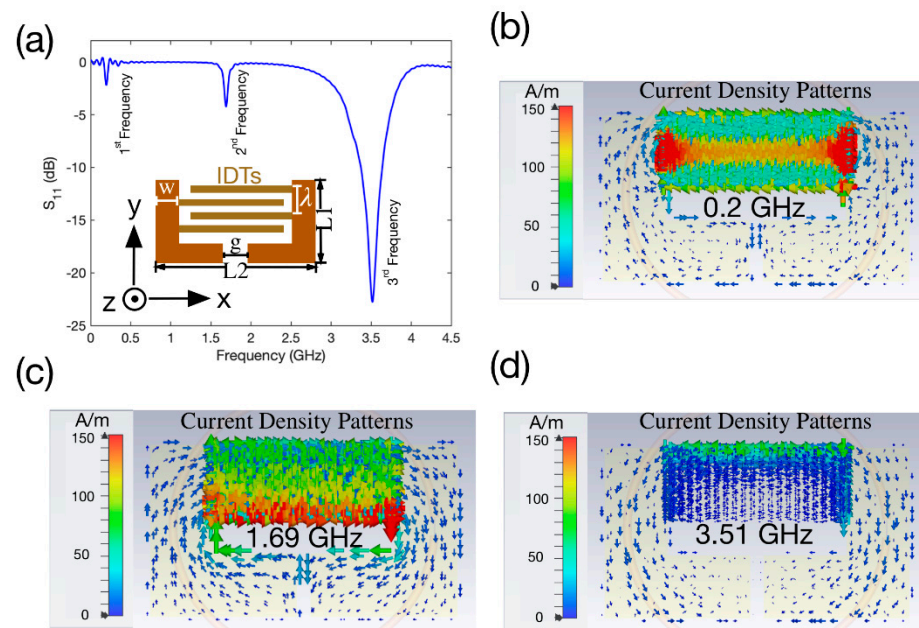 (a)
0
-5
-10
-15
-20
-25
S11 (dB)
0 0.5 1 1.5 2 2.5 3 3.5 4 4.5
Frequency (GHz)
1st Frequency
2nd Frequency
3rd Frequency
IDTs
W
λ
L1
g
L2
y
z
x
(b)
Current Density Patterns
A/m
150
100
50
0
0.2 GHz
(c)
Current Density Patterns
A/m
150
100
50
0
1.69 GHz
(d)
Current Density Patterns
A/m
150
100
50
0
3.51 GHz